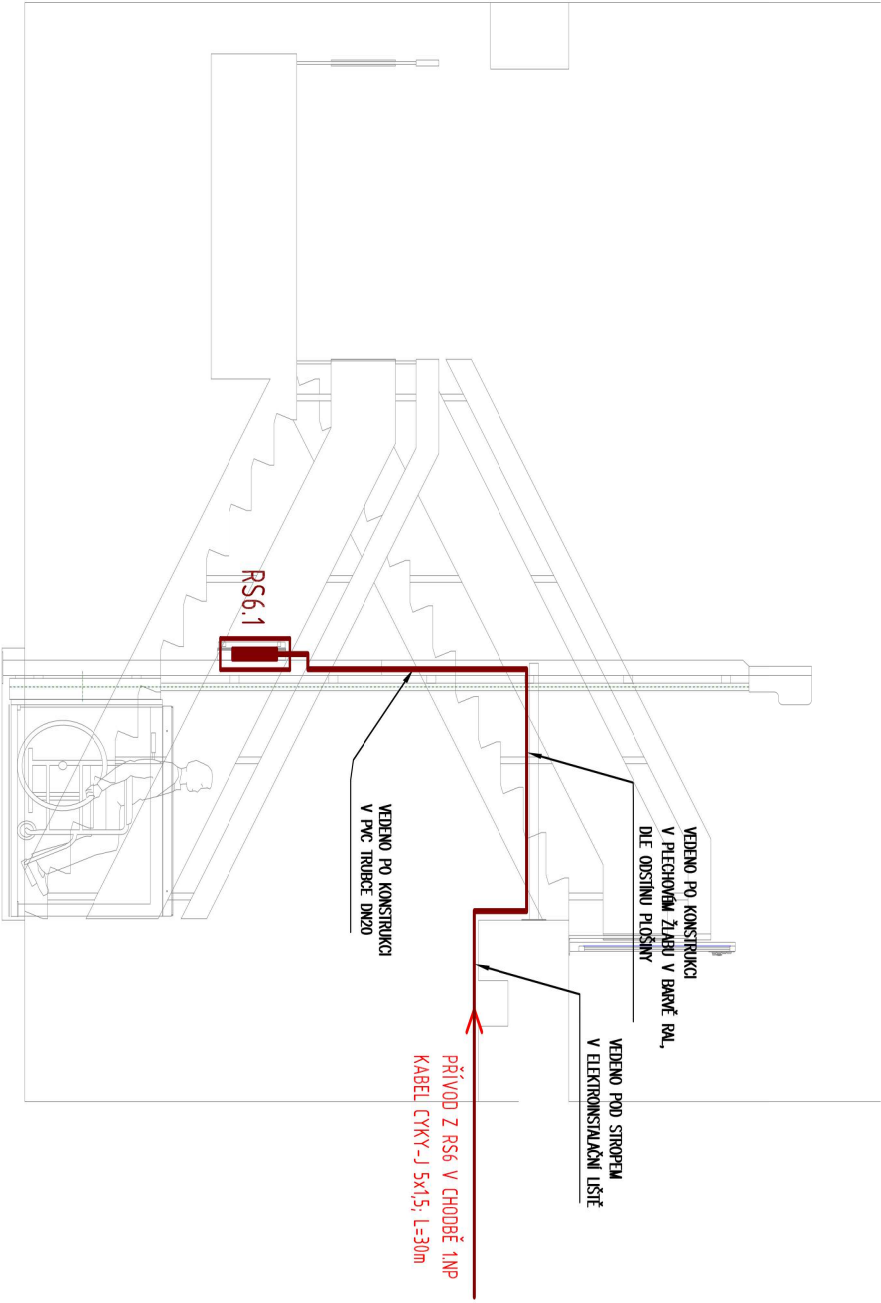 RS6.1
VEDENO PO KONSTRUKCI
V PVC TRUBCE DN20
VEDENO PO KONSTRUKCI
V PLECHOVÉM ŽLABU V BARVĚ RAL,
DLE ODSTÍNU PLOŠINY
VEDENO POD STROPEM
V ELEKTROINSTALAČNÍ LIŠTĚ
PŘÍVOD Z RS6 V CHODBĚ 1.NP
KABEL CYKY-J 5x1,5; L=30m